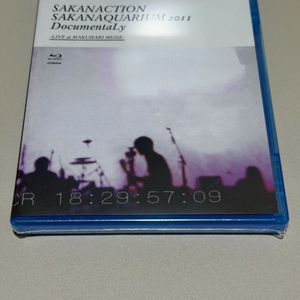 SAKANACTION
SAKANAQUARIUM 2011
DocumentaLy
-LIVE at MAKUHARI MESSE-
CR 18:29:57:09